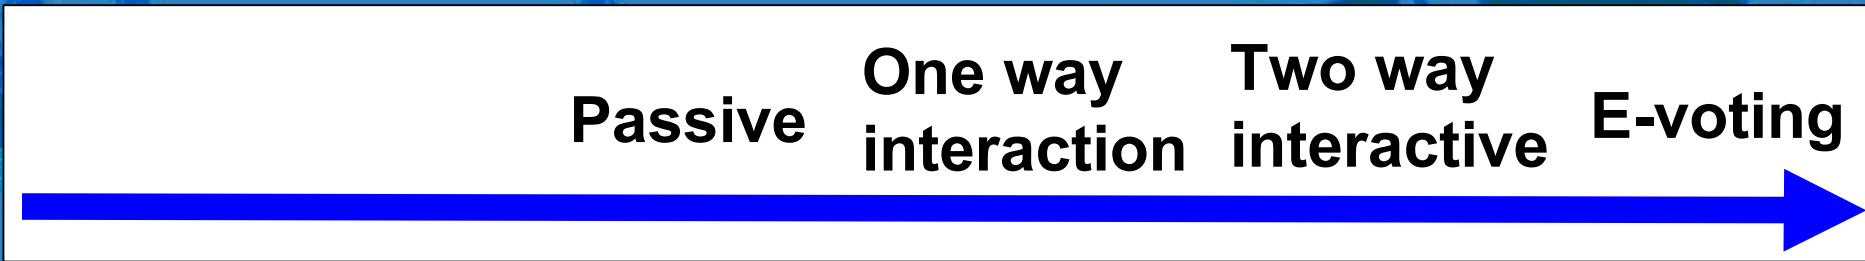 Passive
One way
interaction
Two way
interactive
E-voting